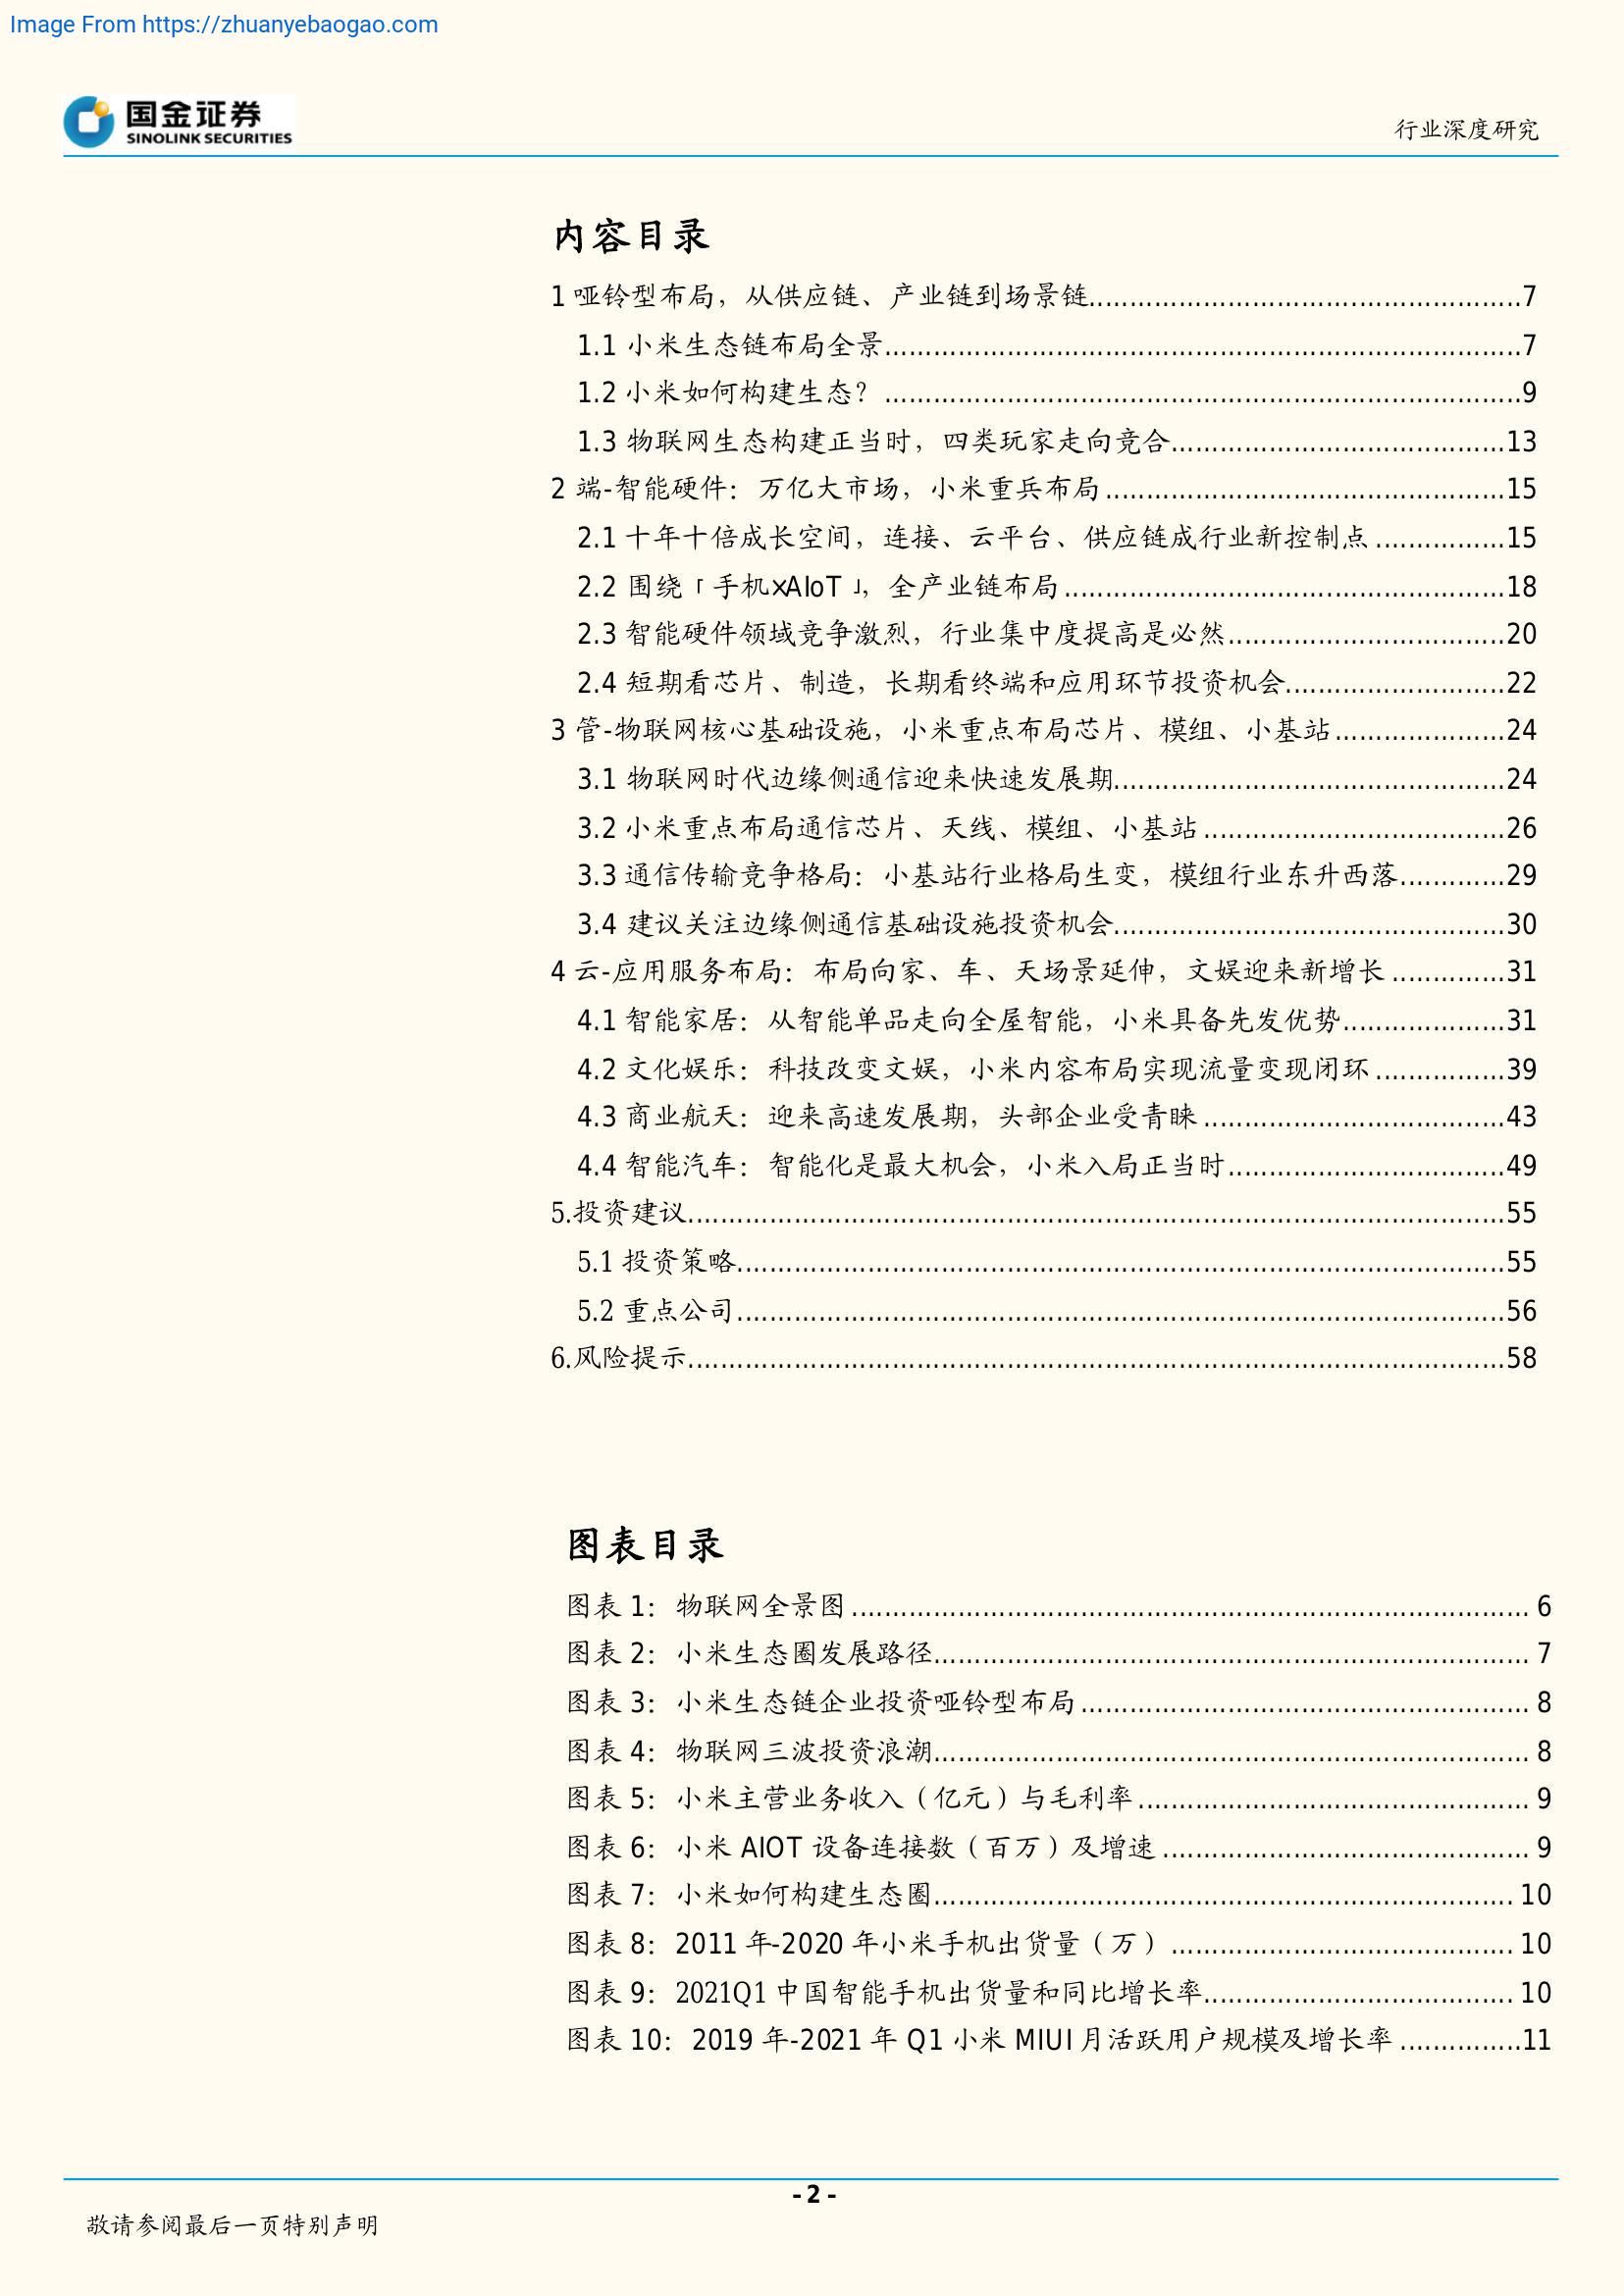 Image From https://zhuanyebaogao.com
国金证券
SINOLINK SECURITIES
行业深度研究
内容目录
1 哑铃型布局，从供应链、产业链到场景链.....................................................7
1.1 小米生态链布局全景..............................................................................7
1.2 小米如何构建生态？..............................................................................9
1.3 物联网生态构建正当时，四类玩家走向竞合.........................................13
2 端-智能硬件：万亿大市场，小米重兵布局.................................................15
2.1 十年十倍成长空间，连接、云平台、供应链成行业新控制点................15
2.2 围绕「手机×AIoT」，全产业链布局......................................................18
2.3 智能硬件领域竞争激烈，行业集中度提高是必然..................................20
2.4 短期看芯片、制造，长期看终端和应用环节投资机会...........................22
3 管-物联网核心基础设施，小米重点布局芯片、模组、小基站.....................24
3.1 物联网时代边缘侧通信迎来快速发展期................................................24
3.2 小米重点布局通信芯片、天线、模组、小基站.....................................26
3.3 通信传输竞争格局：小基站行业格局生变，模组行业东升西落.............29
3.4 建议关注边缘侧通信基础设施投资机会................................................30
4 云-应用服务布局：布局向家、车、天场景延伸，文娱迎来新增长..............31
4.1 智能家居：从智能单品走向全屋智能，小米具备先发优势....................31
4.2 文化娱乐：科技改变文娱，小米内容布局实现流量变现闭环................39
4.3 商业航天：迎来高速发展期，头部企业受青睐.....................................43
4.4 智能汽车：智能化是最大机会，小米入局正当时..................................49
5.投资建议....................................................................................................55
5.1 投资策略..............................................................................................55
5.2 重点公司..............................................................................................56
6.风险提示....................................................................................................58
图表目录
图表 1：物联网全景图................................................................................... 6
图表 2：小米生态圈发展路径......................................................................... 7
图表 3：小米生态链企业投资哑铃型布局....................................................... 8
图表 4：物联网三波投资浪潮......................................................................... 8
图表 5：小米主营业务收入（亿元）与毛利率................................................ 9
图表 6：小米 AIOT 设备连接数（百万）及增速............................................. 9
图表 7：小米如何构建生态圈....................................................................... 10
图表 8：2011 年-2020 年小米手机出货量（万）.......................................... 10
图表 9：2021Q1 中国智能手机出货量和同比增长率...................................... 10
图表 10：2019 年-2021 年 Q1 小米 MIUI 月活跃用户规模及增长率...............11
- 2 -
敬请参阅最后一页特别声明